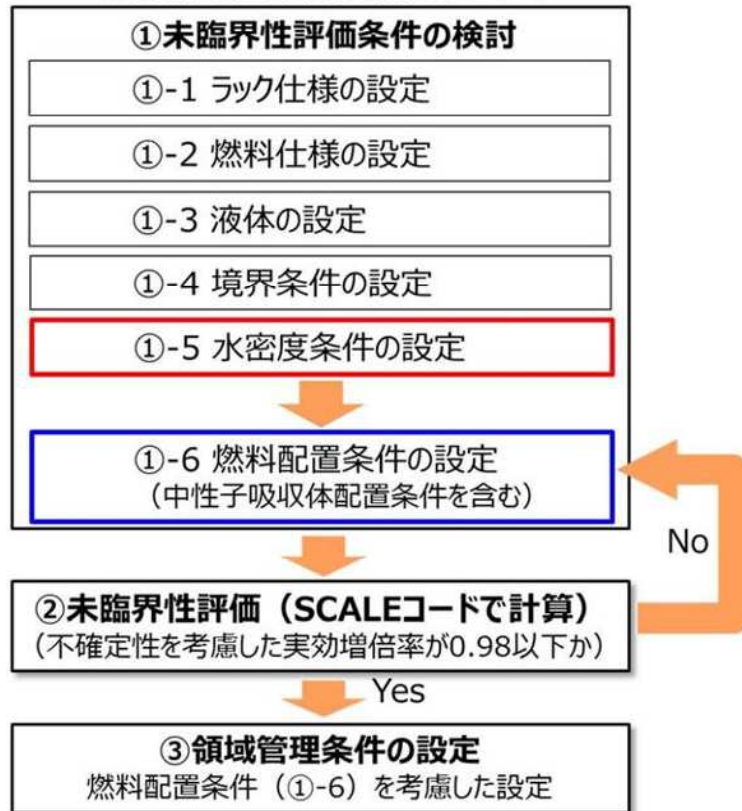 ①未臨界性評価条件の検討
①-1 ラック仕様の設定
①-2 燃料仕様の設定
①-3 液体の設定
①-4 境界条件の設定
①-5 水密度条件の設定
①-6 燃料配置条件の設定
（中性子吸収体配置条件を含む）
No
②未臨界性評価（SCALEコードで計算）
（不確定性を考慮した実効増倍率が0.98以下か）
Yes
③領域管理条件の設定
燃料配置条件（①-6）を考慮した設定